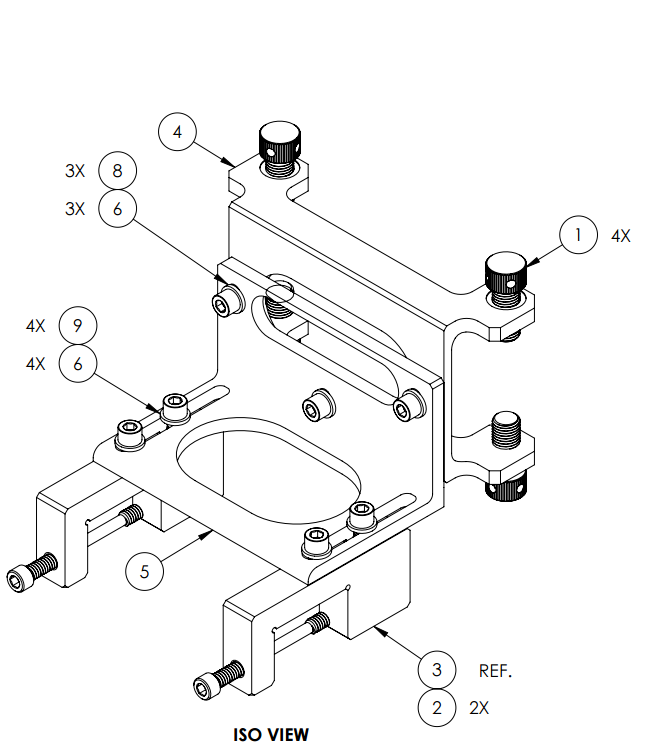 4
3X 8
3X 6
1 4X
4X 9
4X 6
5
3 REF.
2 2X
ISO VIEW